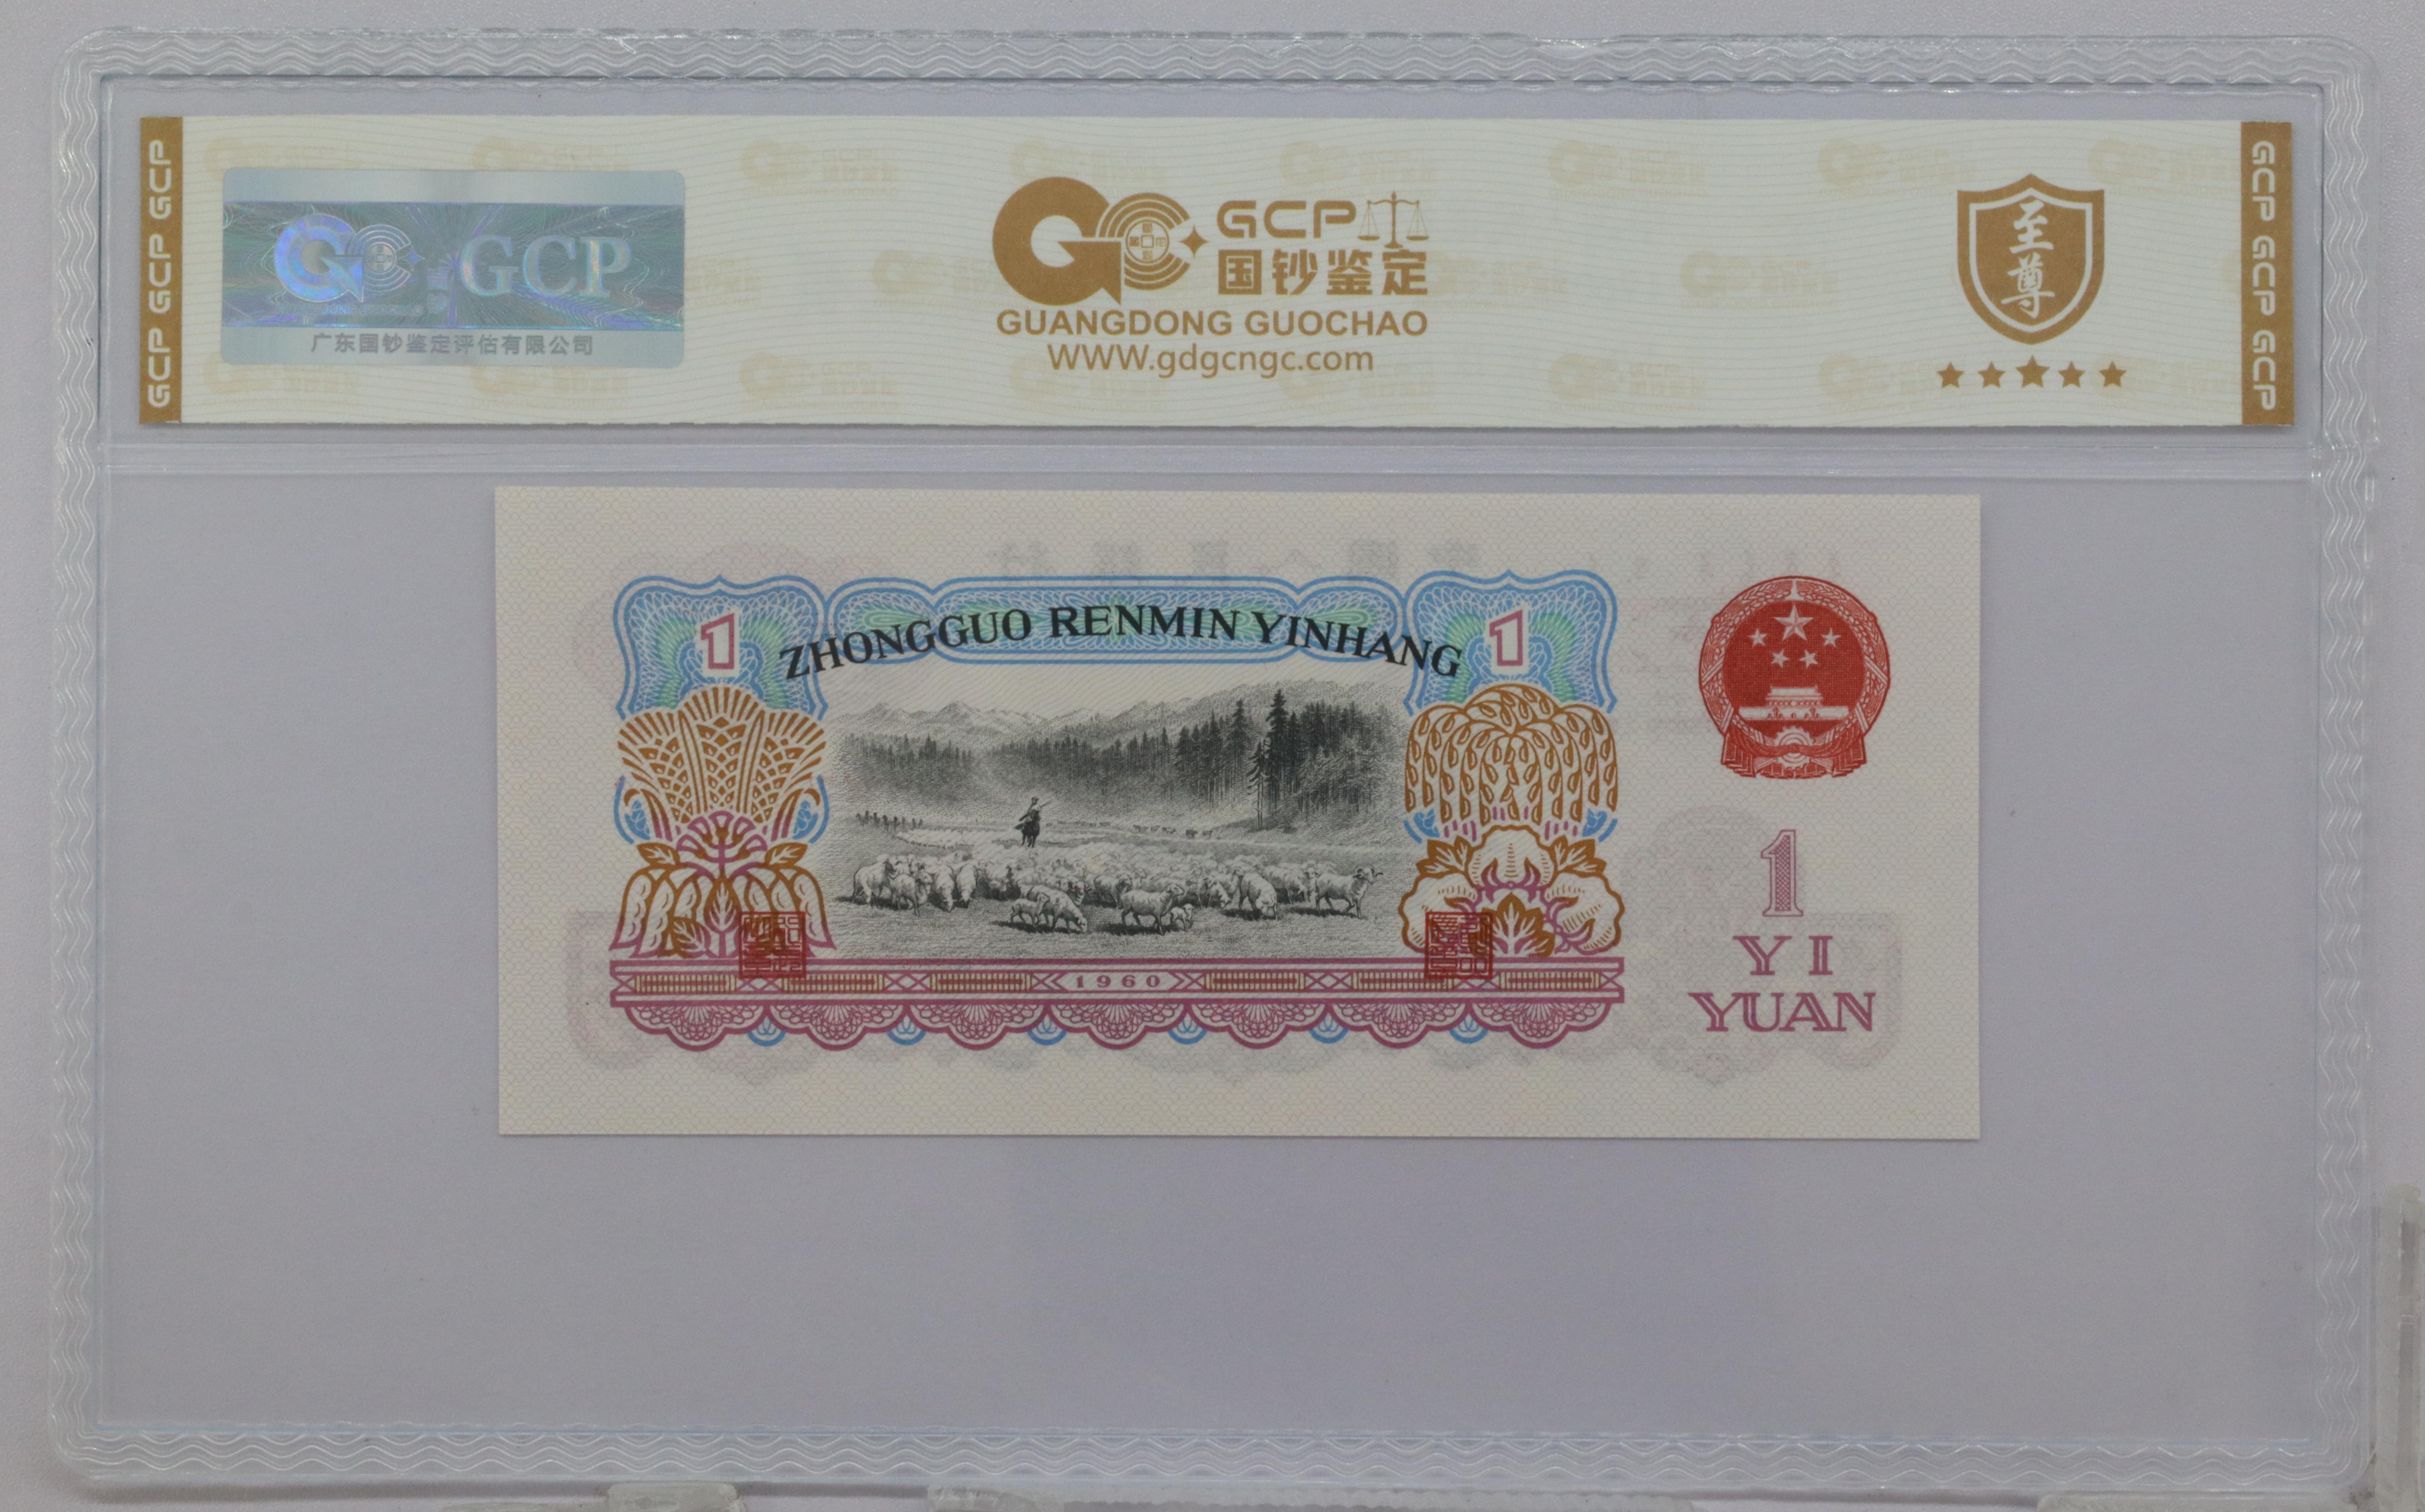 GCP GCP GCP
GCP
广东国钞鉴定评估有限公司
GCP
国钞鉴定
GUANGDONG GUOCHAO
WWW.gdgcngc.com
至尊
GCP GCP GCP
1
ZHONGGUO RENMIN YINHANG
1
1960
1
YI
YUAN